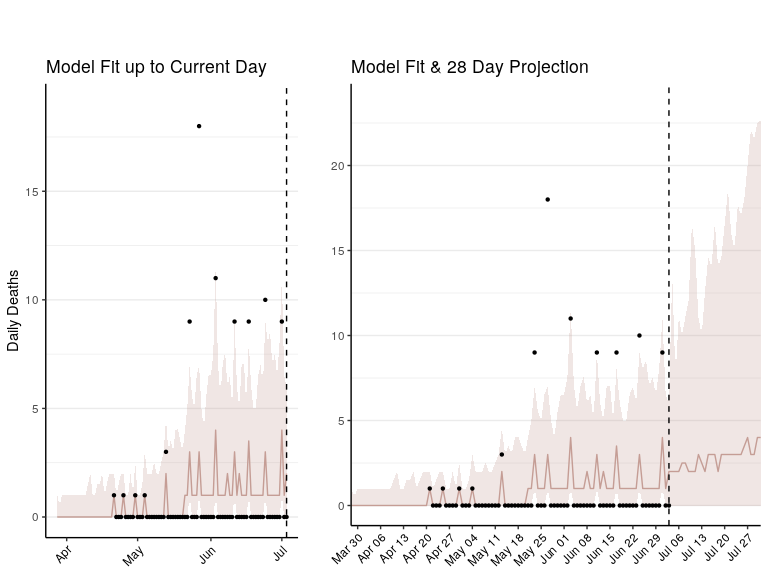 Model Fit up to Current Day
Model Fit & 28 Day Projection
Daily Deaths
15
10
5
0
Apr
May
Jun
Jul
20
15
10
5
0
Mar 30
Apr 06
Apr 13
Apr 20
Apr 27
May 04
May 11
May 18
May 25
Jun 01
Jun 08
Jun 15
Jun 22
Jun 29
Jul 06
Jul 13
Jul 20
Jul 27